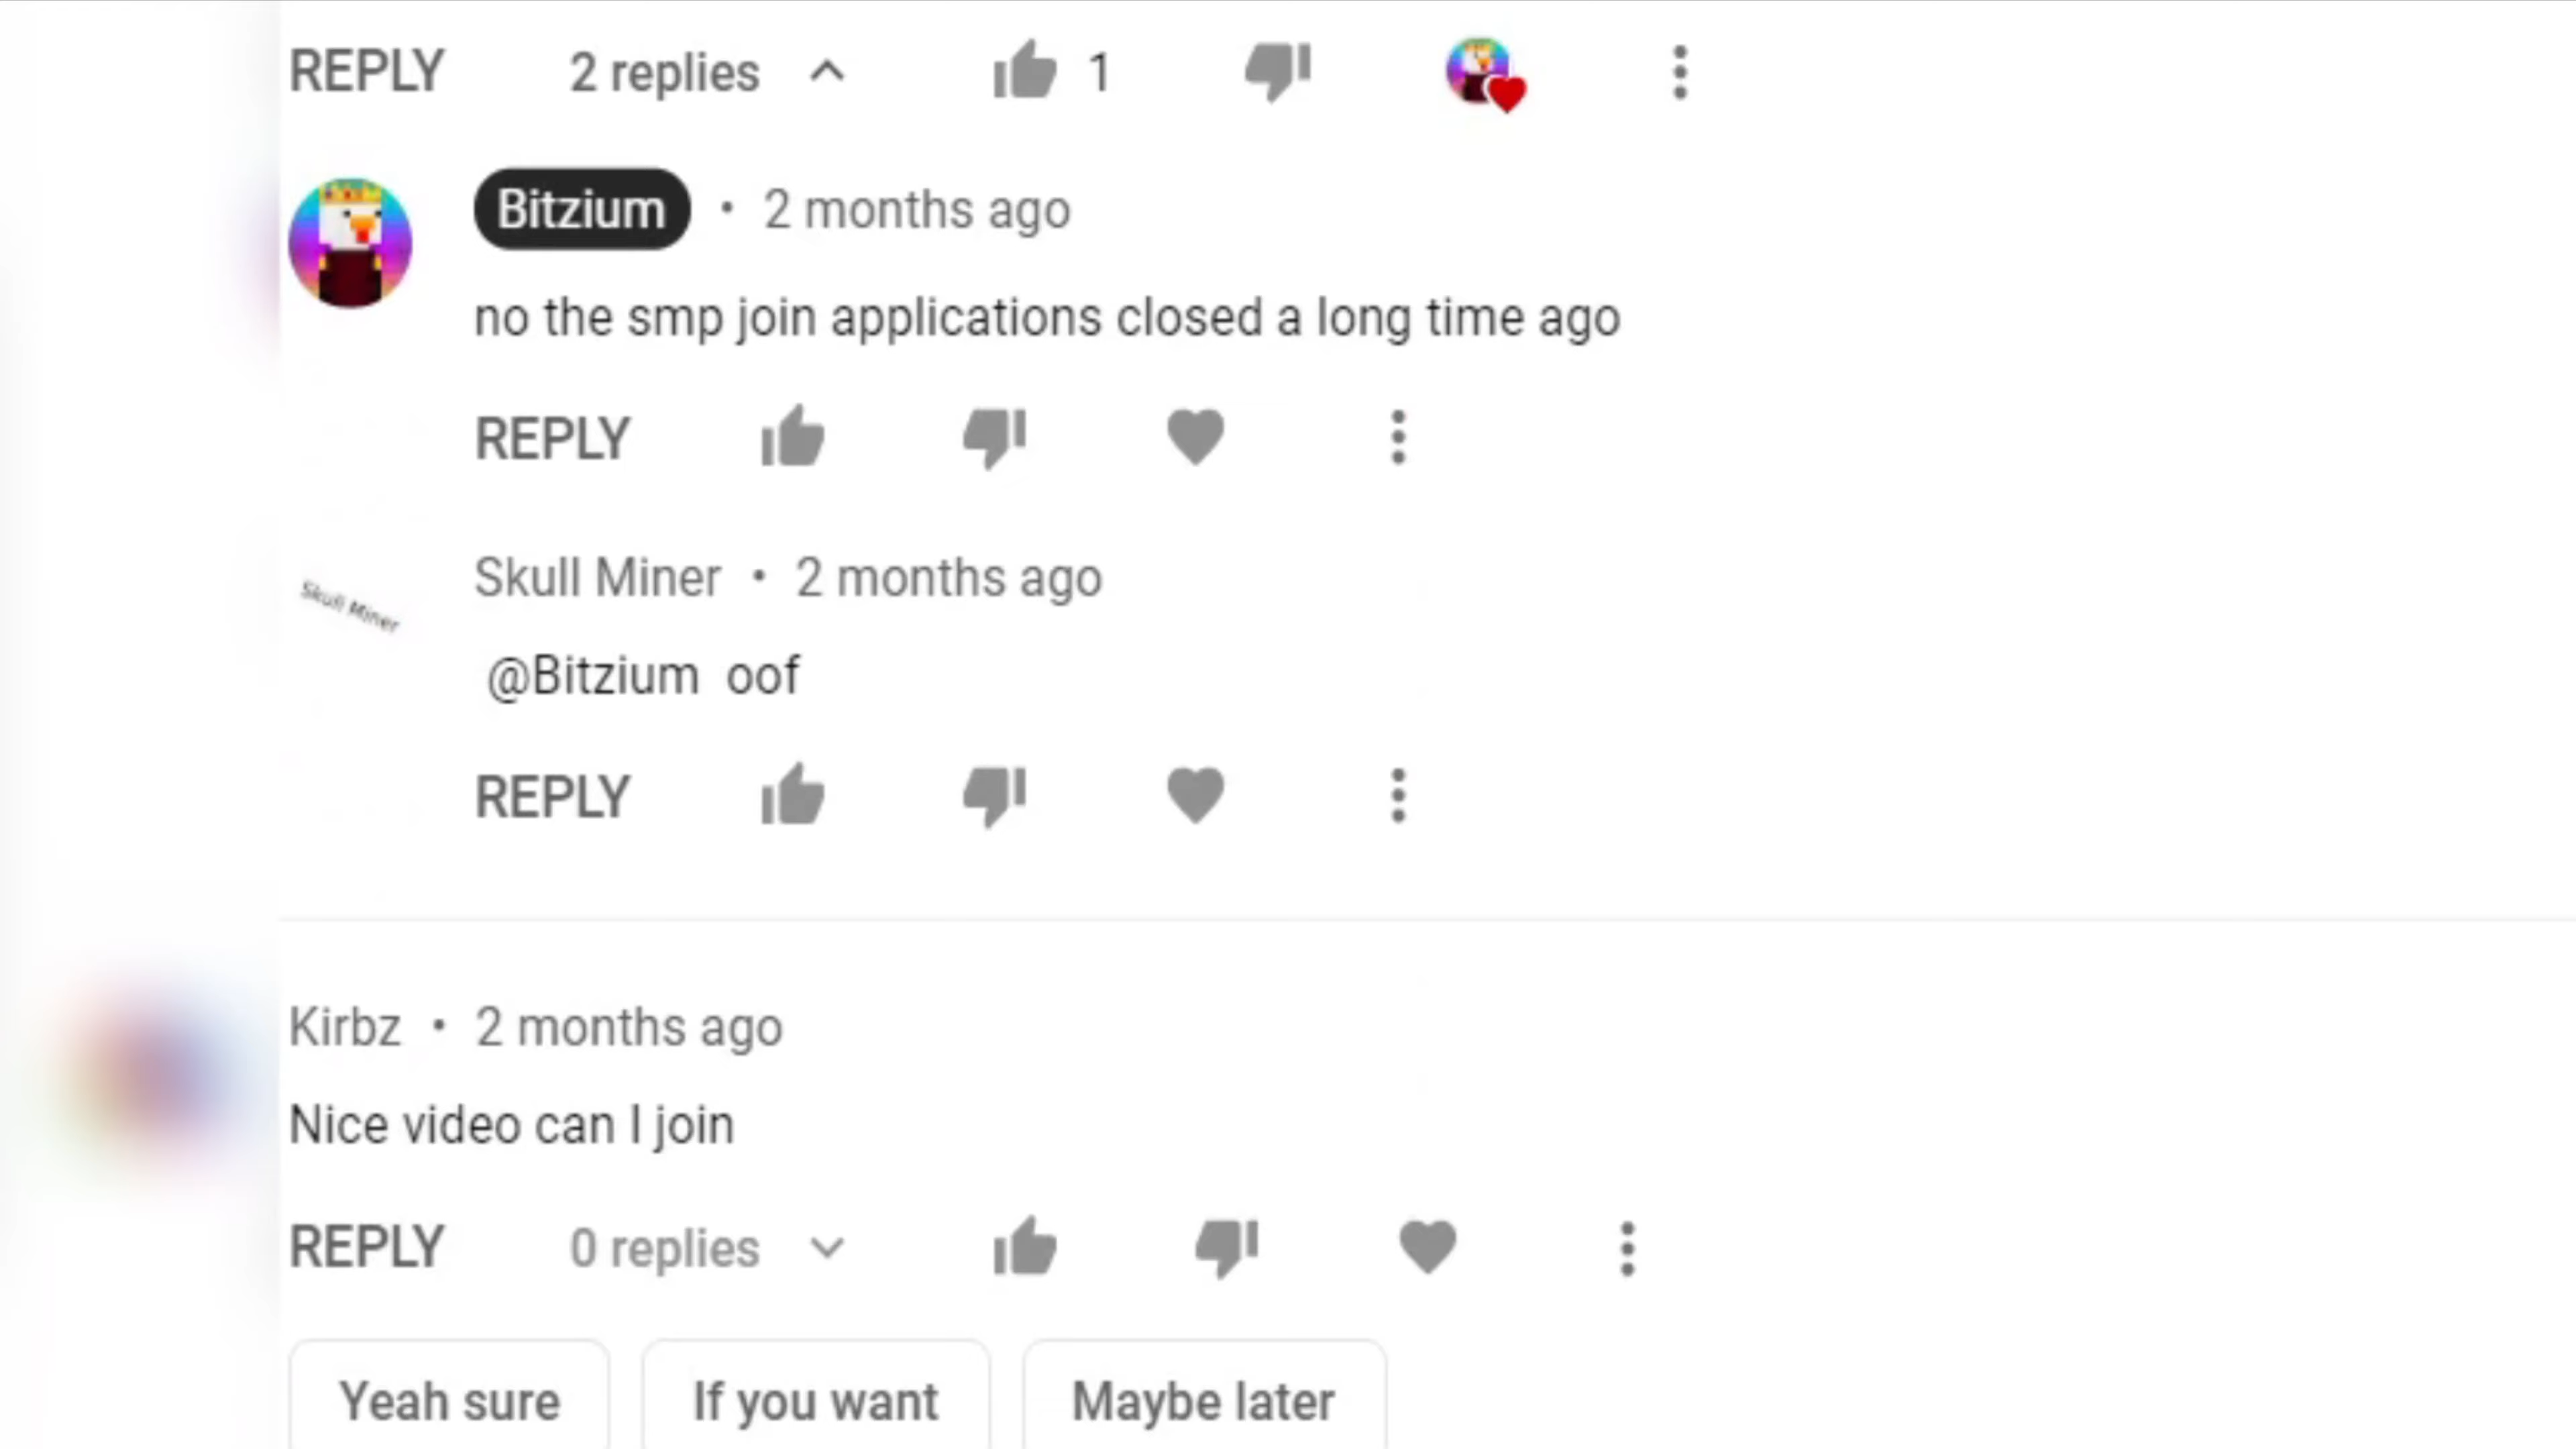 REPLY 2 replies 1
Bitzium • 2 months ago
no the smp join applications closed a long time ago
REPLY
Skull Miner
Skull Miner • 2 months ago
@Bitzium oof
REPLY
Kirbz • 2 months ago
Nice video can I join
REPLY 0 replies
Yeah sure If you want Maybe later